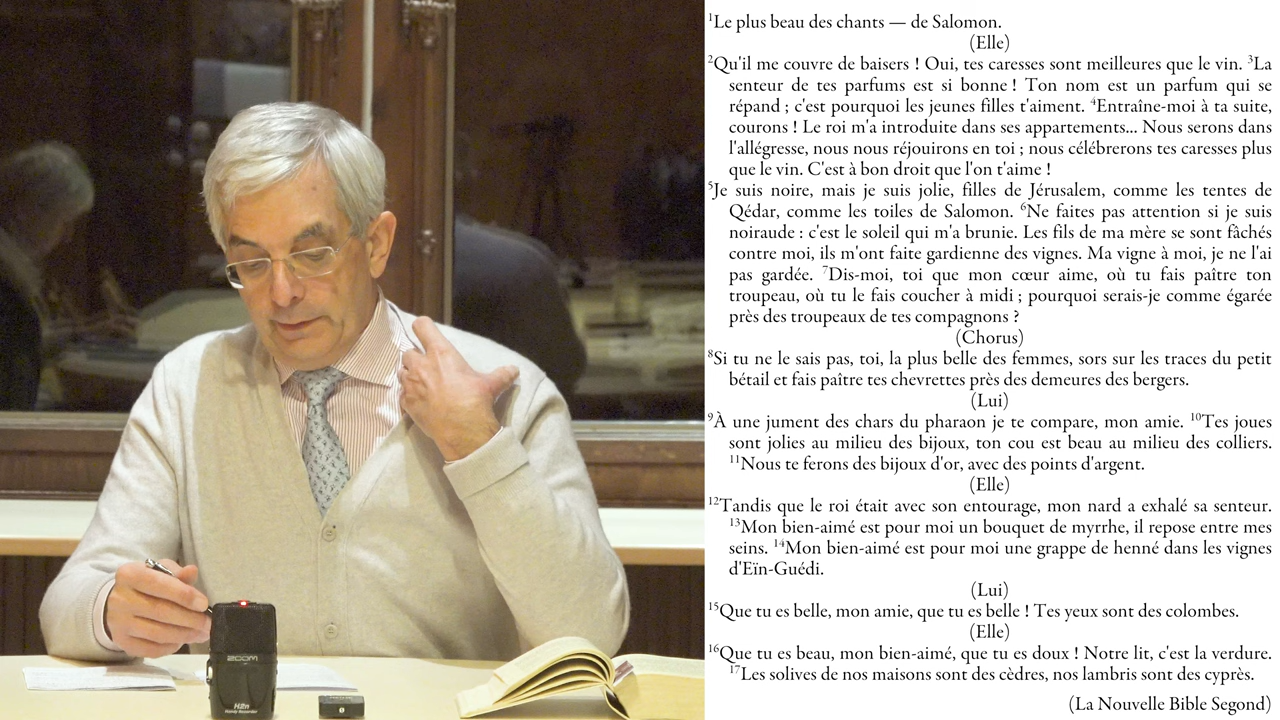 ¹Le plus beau des chants — de Salomon.
(Elle)
²Qu'il me couvre de baisers ! Oui, tes caresses sont meilleures que le vin. ³La
senteur de tes parfums est si bonne ! Ton nom est un parfum qui se
répand ; c'est pourquoi les jeunes filles t'aiment. ⁴Entraîne-moi à ta suite,
courons ! Le roi m'a introduite dans ses appartements... Nous serons dans
l'allégresse, nous nous réjouirons en toi ; nous célébrerons tes caresses plus
que le vin. C'est à bon droit que l'on t'aime !
⁵Je suis noire, mais je suis jolie, filles de Jérusalem, comme les tentes de
Qédar, comme les toiles de Salomon. ⁶Ne faites pas attention si je suis
noiraude : c'est le soleil qui m'a brunie. Les fils de ma mère se sont fâchés
contre moi, ils m'ont faite gardienne des vignes. Ma vigne à moi, je ne l'ai
pas gardée. ⁷Dis-moi, toi que mon cœur aime, où tu fais paître ton
troupeau, où tu le fais coucher à midi ; pourquoi serais-je comme égarée
près des troupeaux de tes compagnons ?
(Chorus)
⁸Si tu ne le sais pas, toi, la plus belle des femmes, sors sur les traces du petit
bétail et fais paître tes chevrettes près des demeures des bergers.
(Lui)
⁹À une jument des chars du pharaon je te compare, mon amie. ¹⁰Tes joues
sont jolies au milieu des bijoux, ton cou est beau au milieu des colliers.
¹¹Nous te ferons des bijoux d'or, avec des points d'argent.
(Elle)
¹²Tandis que le roi était avec son entourage, mon nard a exhalé sa senteur.
¹³Mon bien-aimé est pour moi un bouquet de myrrhe, il repose entre mes
seins. ¹⁴Mon bien-aimé est pour moi une grappe de henné dans les vignes
d'Eïn-Guédi.
(Lui)
¹⁵Que tu es belle, mon amie, que tu es belle ! Tes yeux sont des colombes.
(Elle)
¹⁶Que tu es beau, mon bien-aimé, que tu es doux ! Notre lit, c'est la verdure.
¹⁷Les solives de nos maisons sont des cèdres, nos lambris sont des cyprès.
(La Nouvelle Bible Segond)
zoom
H2n
Handy Recorder